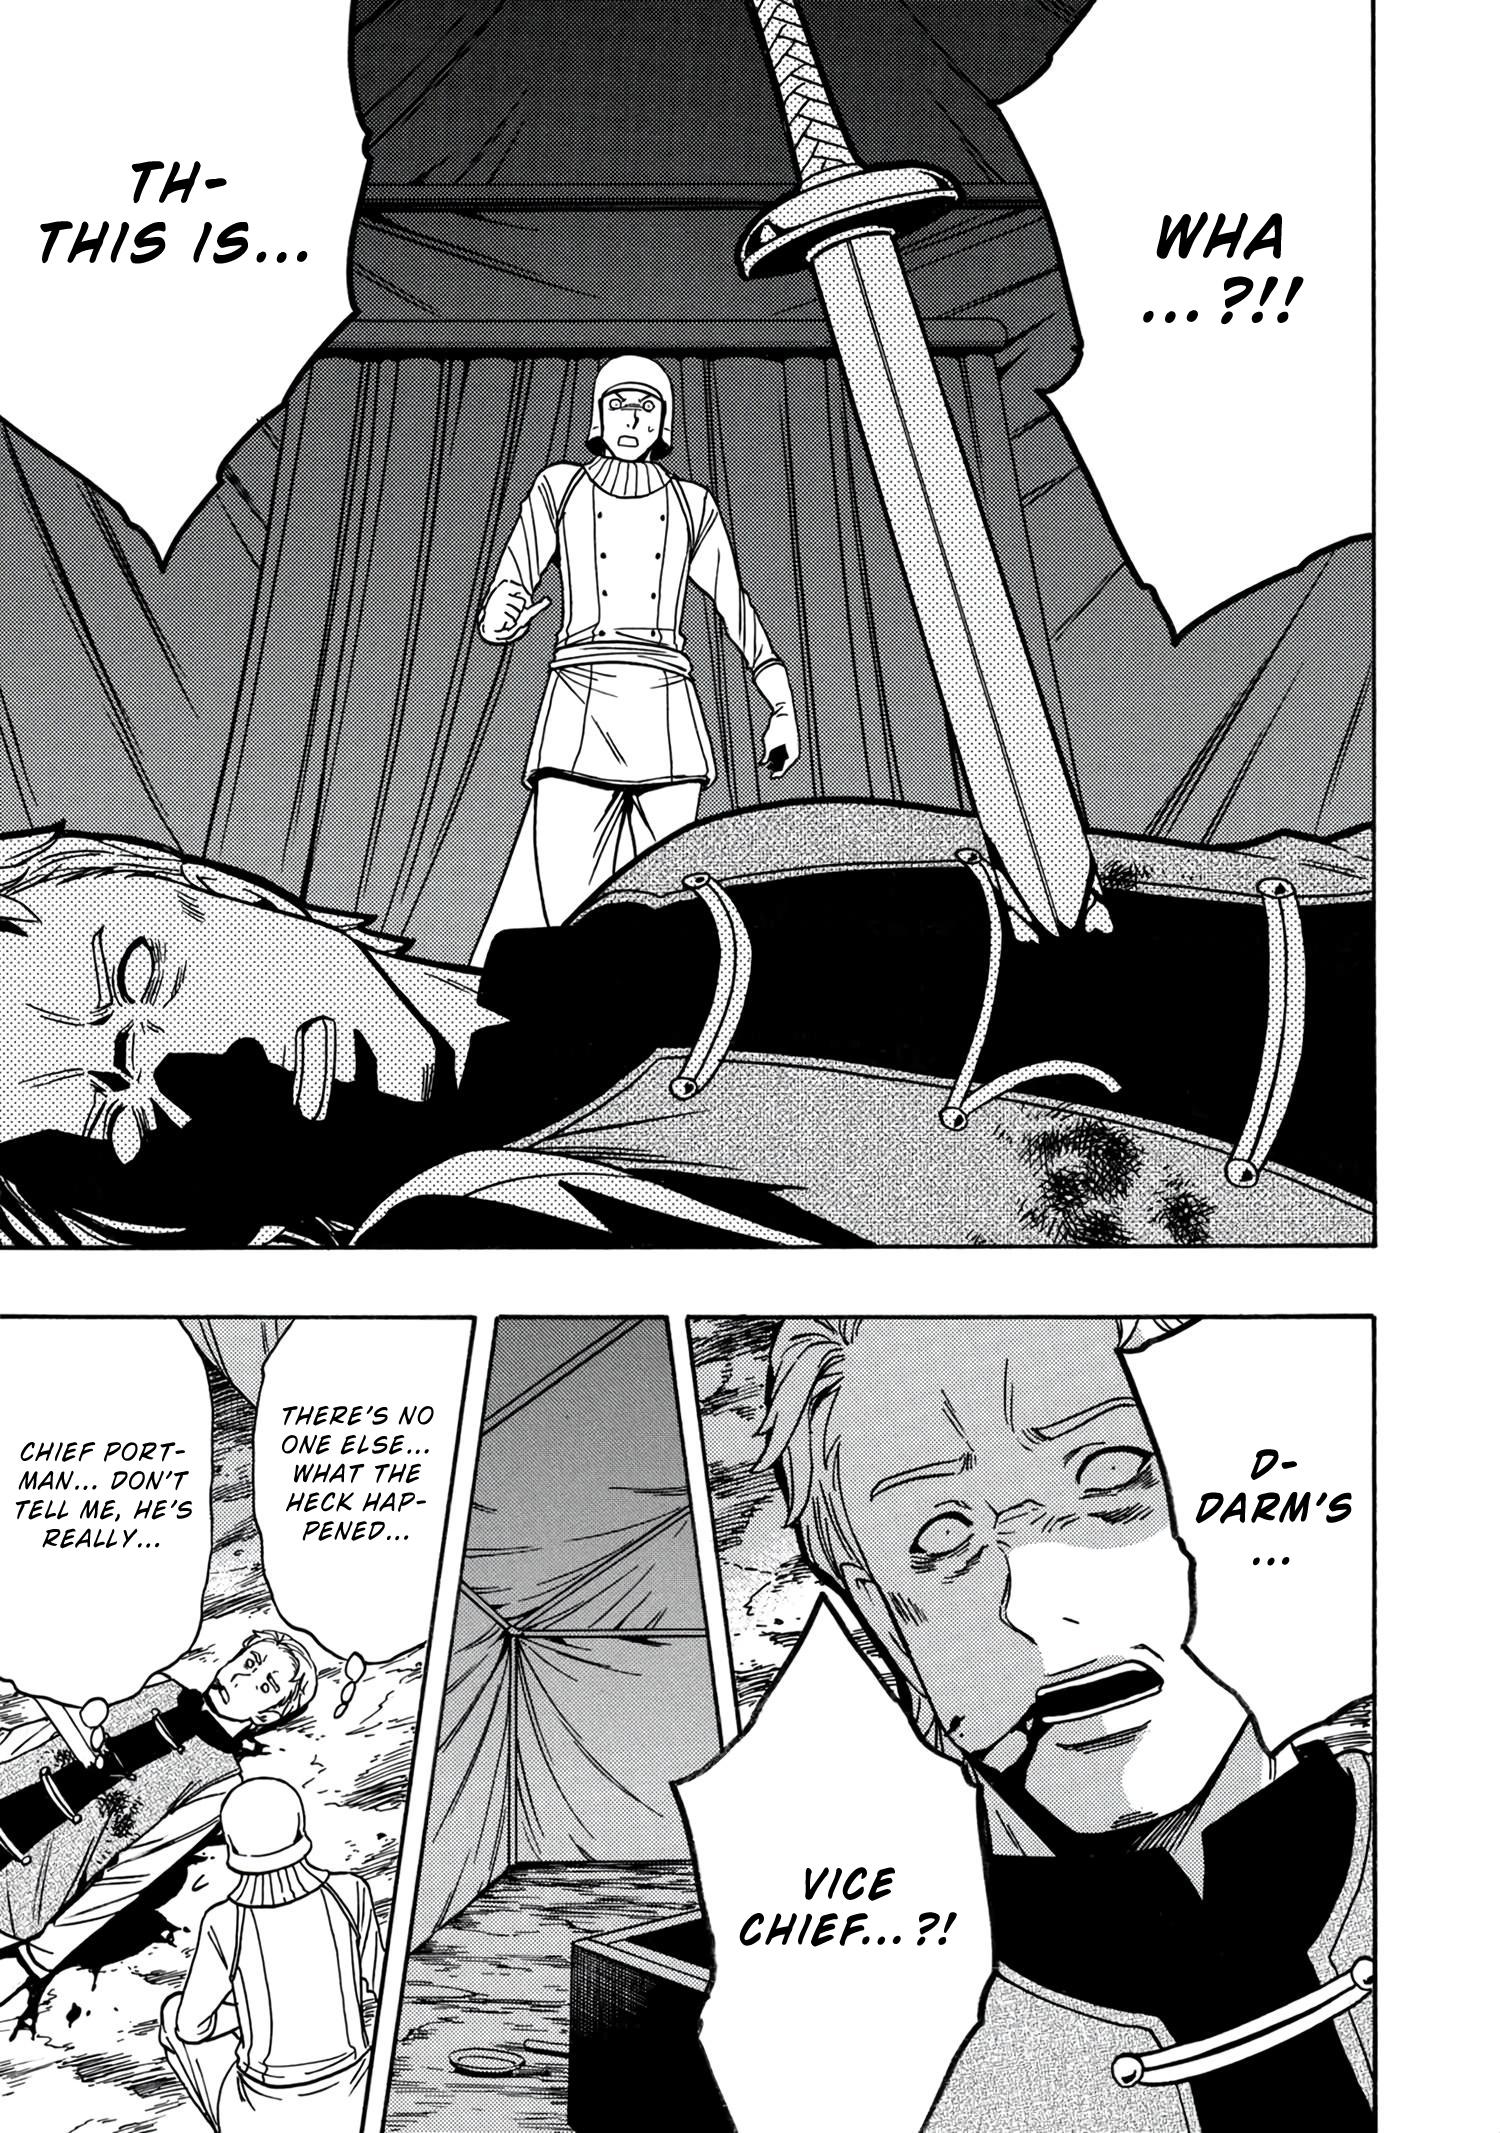 WHA
...?!!
TH-
THIS IS...
D-
DARM'S
...
VICE
CHIEF...?!
THERE'S NO
ONE ELSE...
WHAT THE
HECK HAP-
PENED...
CHIEF PORT-
MAN... DON'T
TELL ME, HE'S
REALLY...